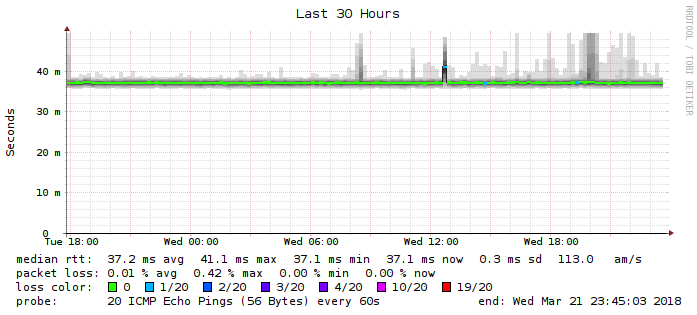 Last 30 Hours
RRDTOOL / TOBI OETIKER
Seconds
40 m
30 m
20 m
10 m
0
Tue 18:00 Wed 00:00 Wed 06:00 Wed 12:00 Wed 18:00
median rtt: 37.2 ms avg 41.1 ms max 37.1 ms min 37.1 ms now 0.3 ms sd 113.0 am/s
packet loss: 0.01 % avg 0.42 % max 0.00 % min 0.00 % now
loss color: 0 1/20 2/20 3/20 4/20 10/20 19/20
probe: 20 ICMP Echo Pings (56 Bytes) every 60s end: Wed Mar 21 23:45:03 2018